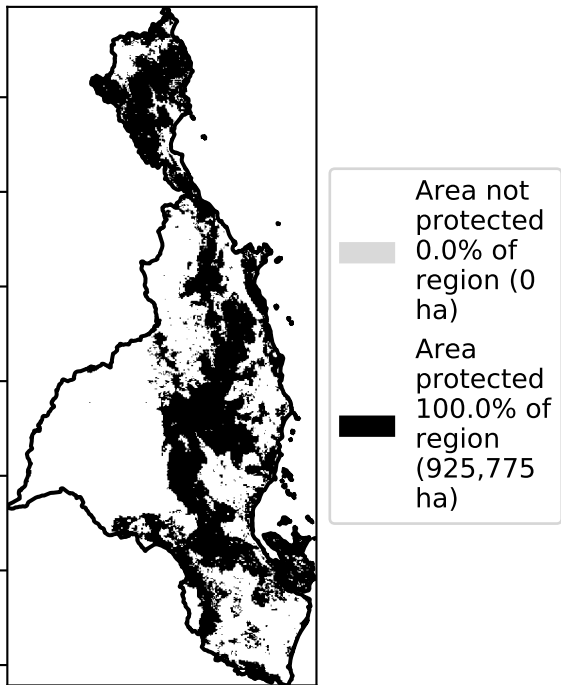 Area not
protected
0.0% of
region (0
ha)
Area
protected
100.0% of
region
(925,775
ha)